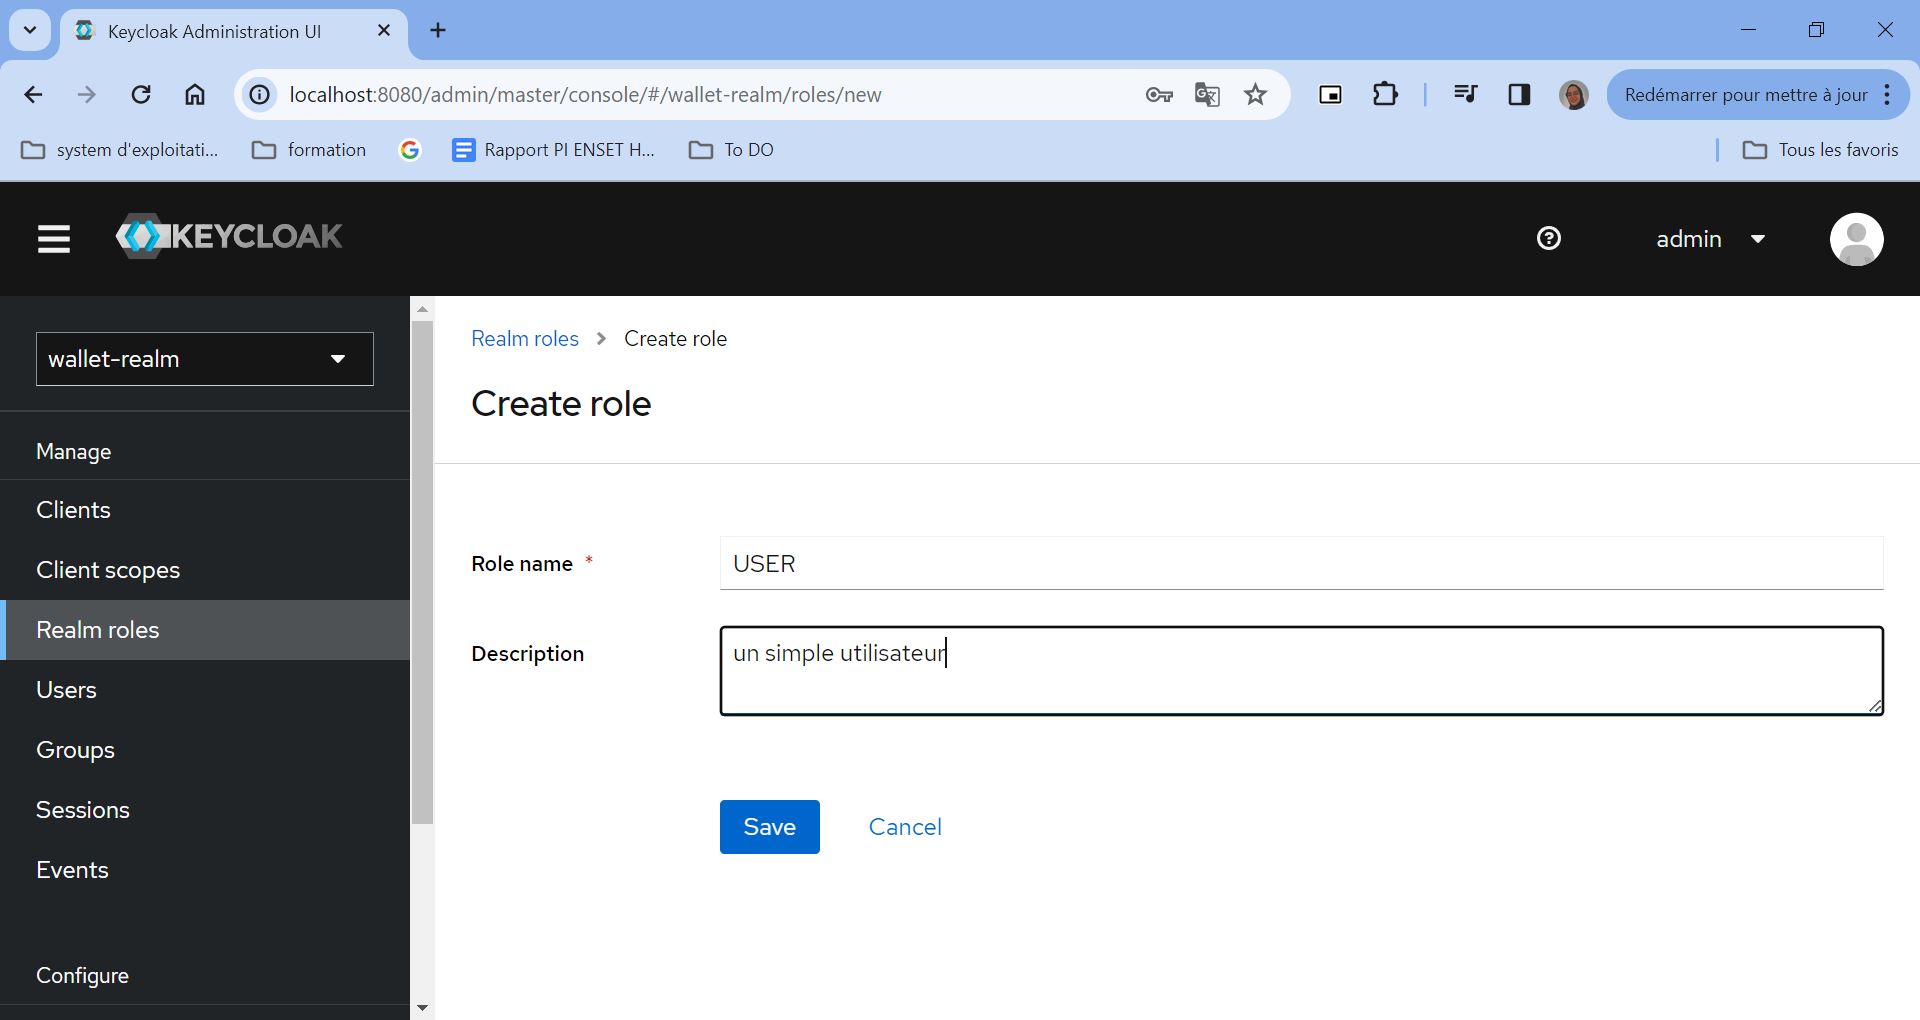 Keycloak Administration UI
localhost:8080/admin/master/console/#/wallet-realm/roles/new
Redémarrer pour mettre à jour
system d'exploitati...
formation
Rapport PI ENSET H...
To DO
Tous les favoris
KEYCLOAK
admin
wallet-realm
Manage
Clients
Client scopes
Realm roles
Users
Groups
Sessions
Events
Configure
Realm roles > Create role
Create role
Role name *
USER
Description
un simple utilisateur
Save
Cancel